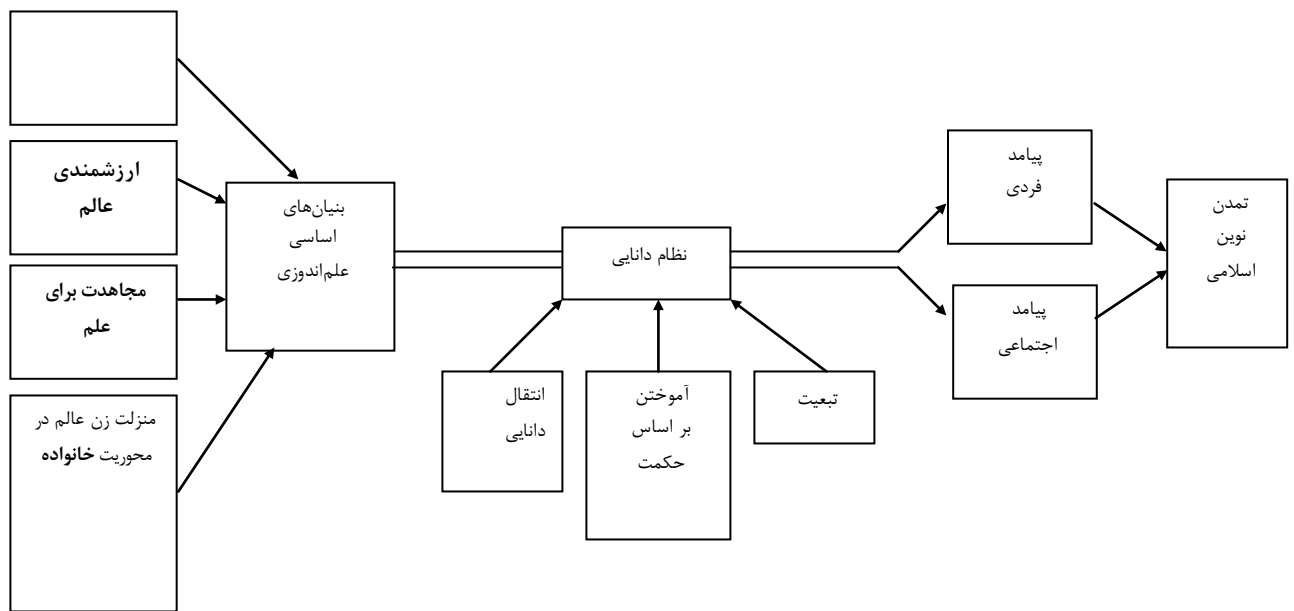 ارزشمندی
عالم
مجاهدت برای
علم
منزلت زن عالم در
محوریت خانواده
بنیان‌های
اساسی
علم‌اندوزی
نظام دانایی
انتقال
دانایی
آموختن
بر اساس
حکمت
تبعیت
پیامد
فردی
پیامد
اجتماعی
تمدن
نوین
اسلامی